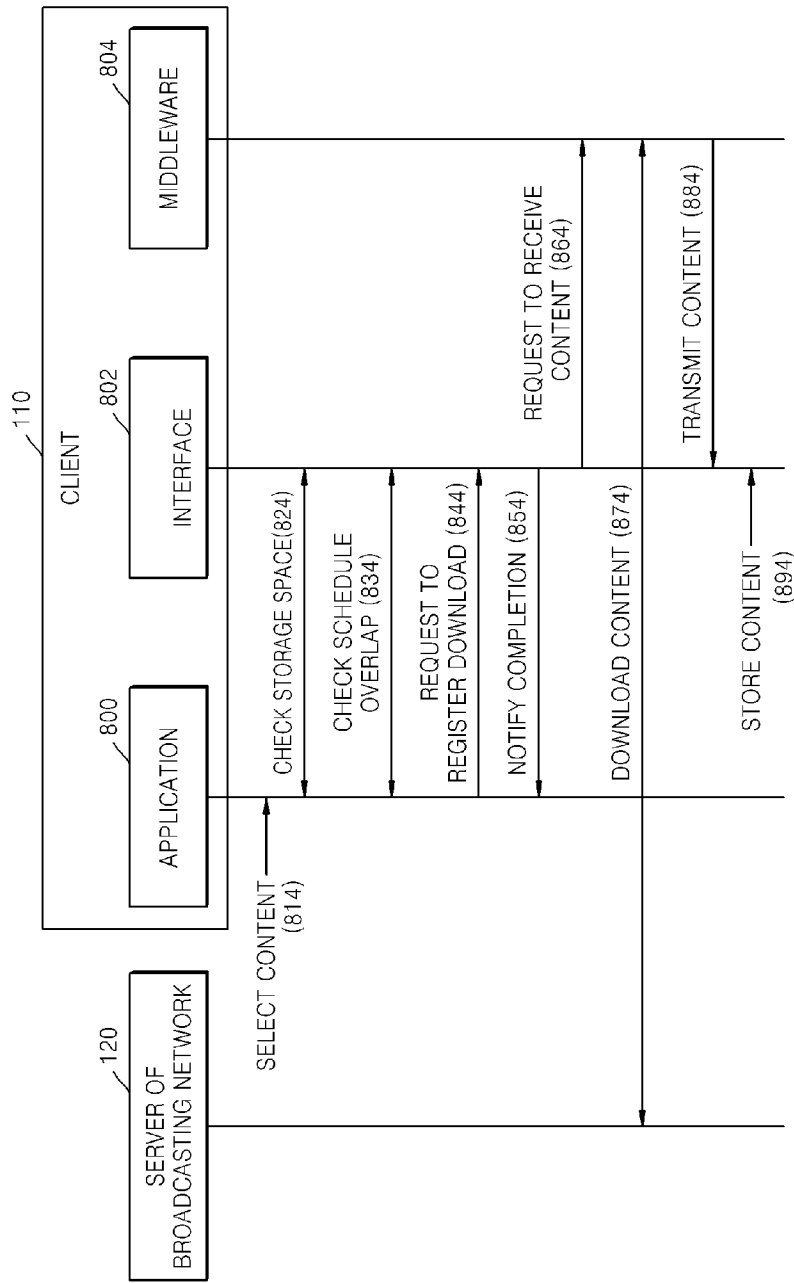 110
CLIENT
120
SERVER OF
BROADCASTING NETWORK
800
APPLICATION
802
INTERFACE
804
MIDDLEWARE
SELECT CONTENT
(814)
CHECK STORAGE SPACE(824)
CHECK SCHEDULE
OVERLAP (834)
REQUEST TO
REGISTER DOWNLOAD (844)
NOTIFY COMPLETION (854)
REQUEST TO RECEIVE
CONTENT (864)
DOWNLOAD CONTENT (874)
TRANSMIT CONTENT (884)
STORE CONTENT
(894)